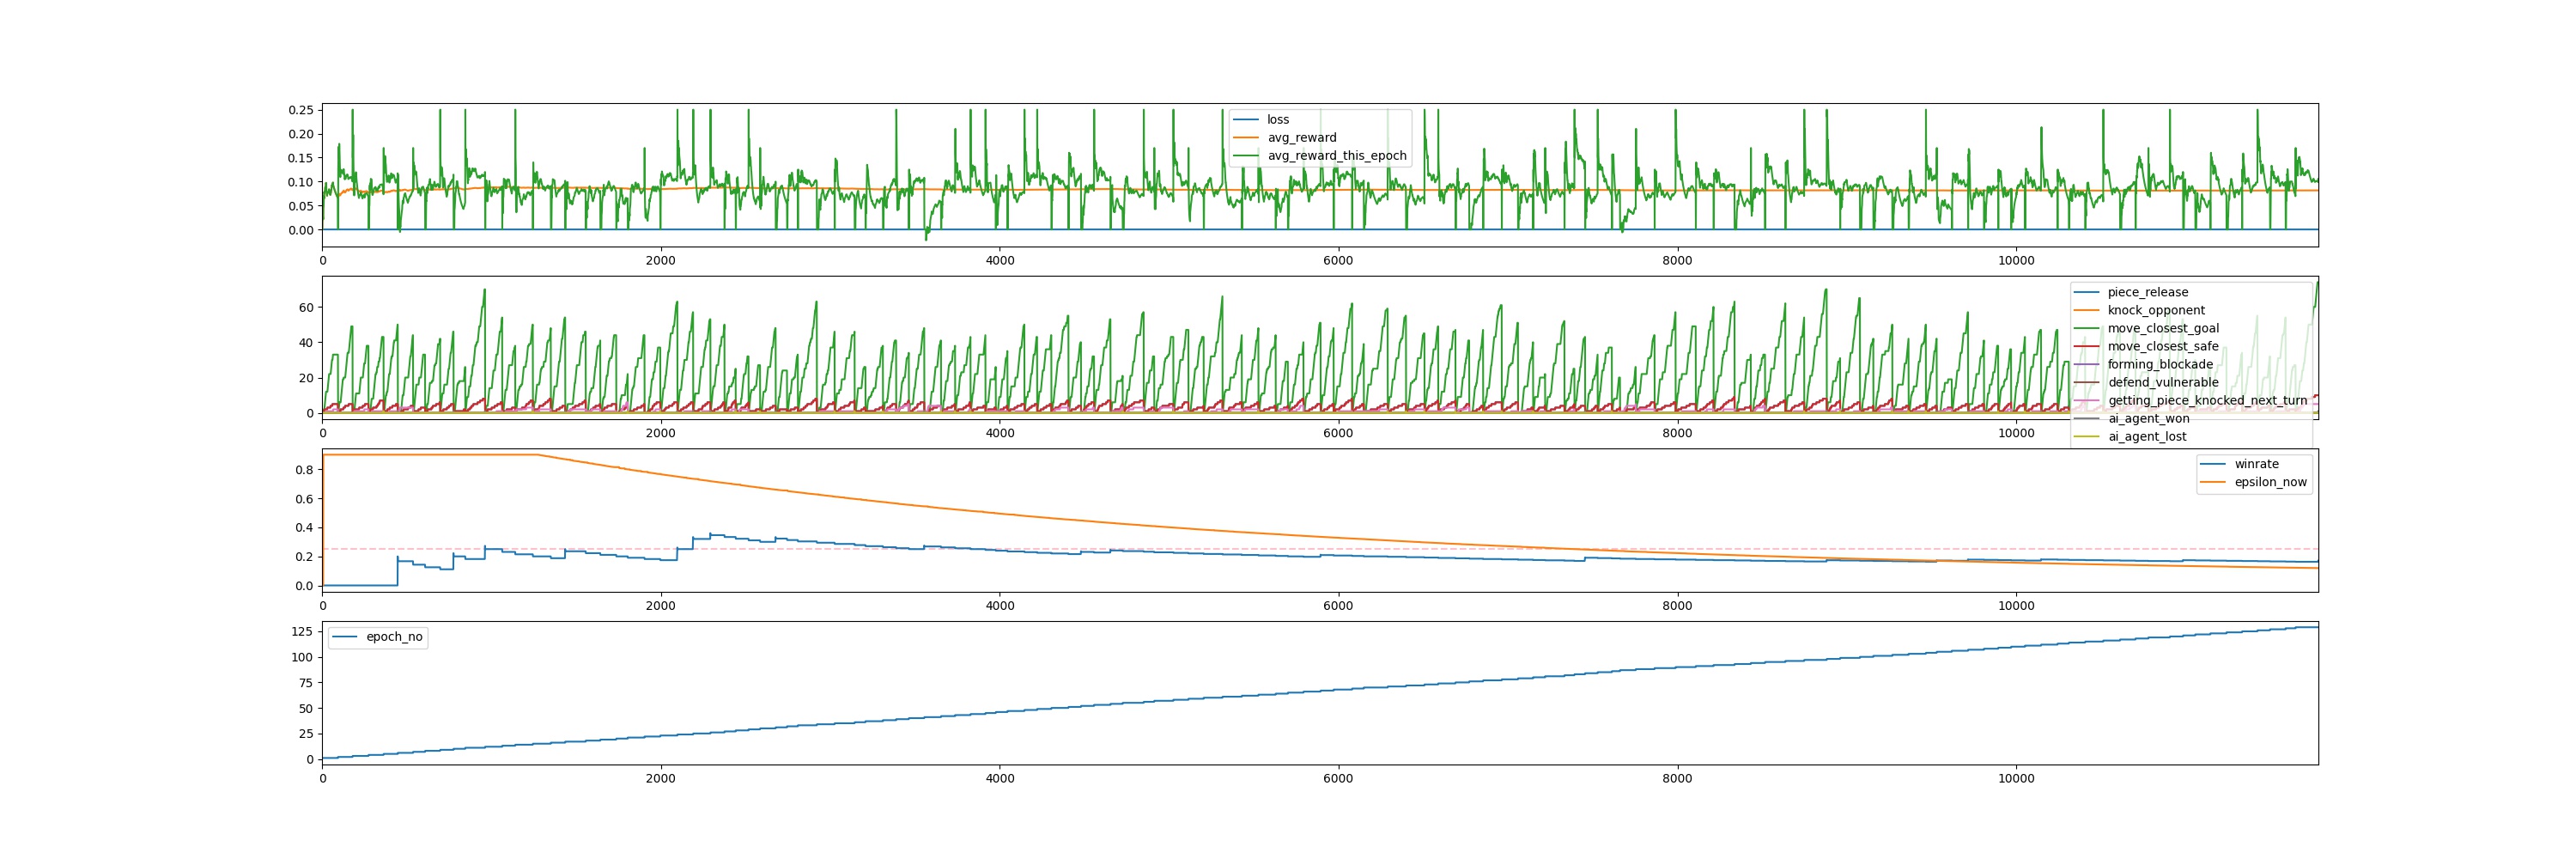 0.25
0.20
0.15
0.10
0.05
0.00
loss
avg_reward
avg_reward_this_epoch
0 2000 4000 6000 8000 10000
60
40
20
0
piece_release
knock_opponent
move_closest_goal
move_closest_safe
forming_blockade
defend_vulnerable
getting_piece_knocked_next_turn
ai_agent_won
ai_agent_lost
0 2000 4000 6000 8000 10000
0.8
0.6
0.4
0.2
0.0
winrate
epsilon_now
0 2000 4000 6000 8000 10000
125
100
75
50
25
0
epoch_no
0 2000 4000 6000 8000 10000